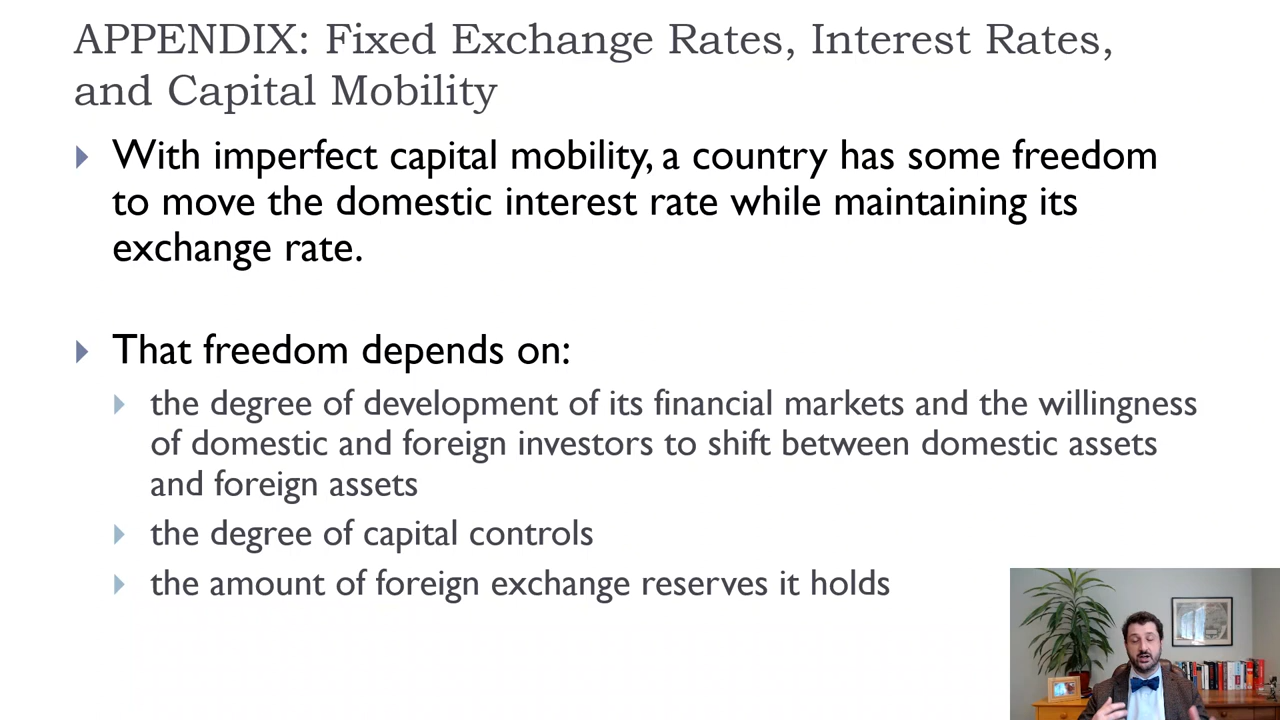 APPENDIX: Fixed Exchange Rates, Interest Rates,
and Capital Mobility
With imperfect capital mobility, a country has some freedom
to move the domestic interest rate while maintaining its
exchange rate.
That freedom depends on:
the degree of development of its financial markets and the willingness
of domestic and foreign investors to shift between domestic assets
and foreign assets
the degree of capital controls
the amount of foreign exchange reserves it holds